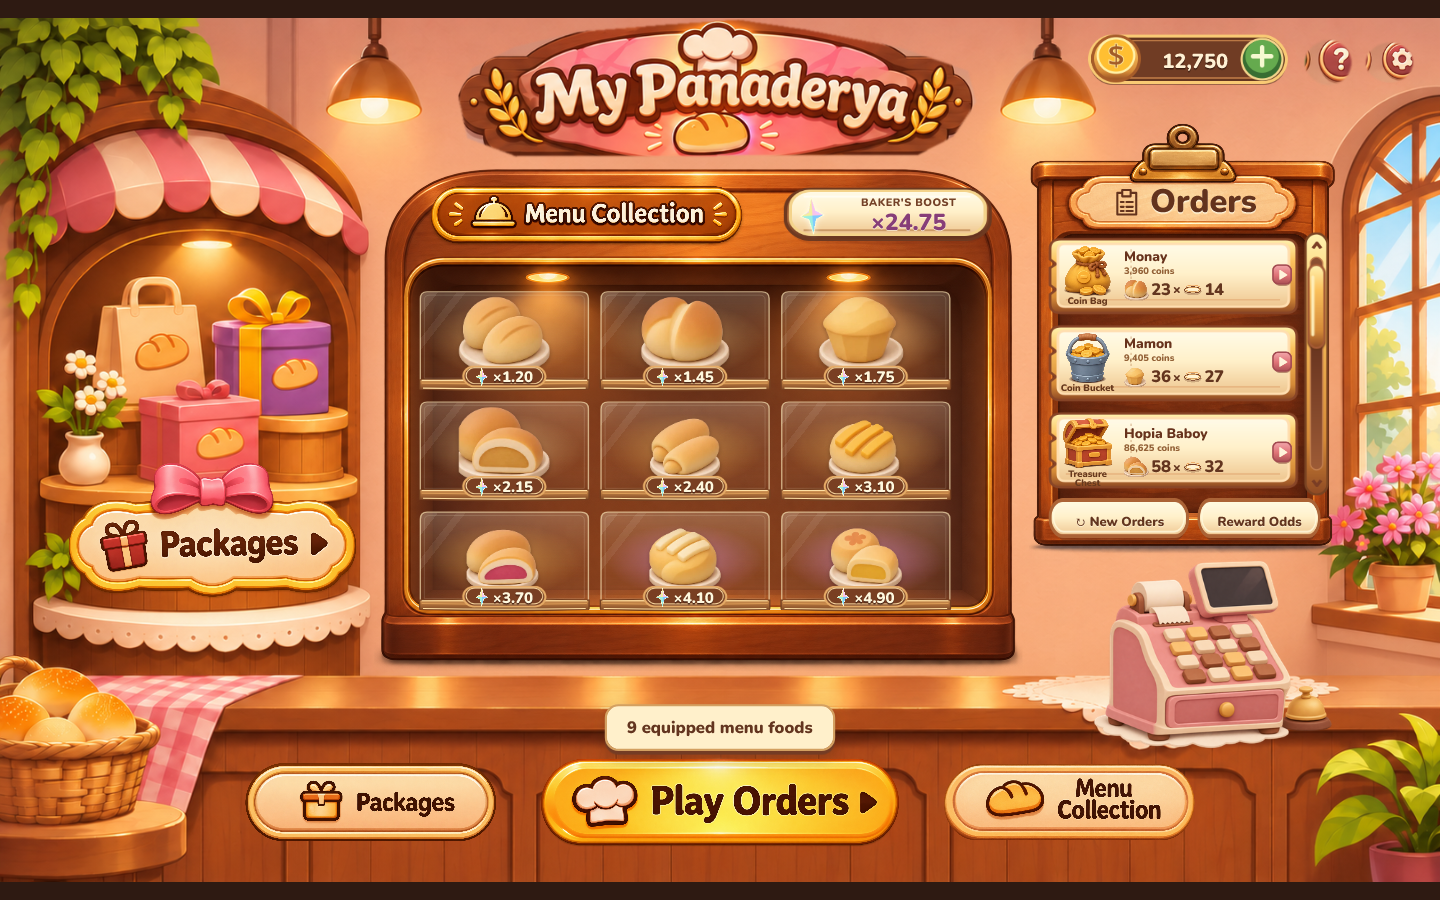 My Panaderya
$ 12,750 +
?
Menu Collection
BAKER'S BOOST
×24.75
Orders
Monay
3,960 coins
23 × 14
Coin Bag
Mamon
9,405 coins
36 × 27
Coin Bucket
Hopia Baboy
86,625 coins
58 × 32
Treasure
Chest
↻ New Orders
Reward Odds
×1.20
×1.45
×1.75
×2.15
×2.40
×3.10
×3.70
×4.10
×4.90
Packages
9 equipped menu foods
Packages
Play Orders
Menu
Collection